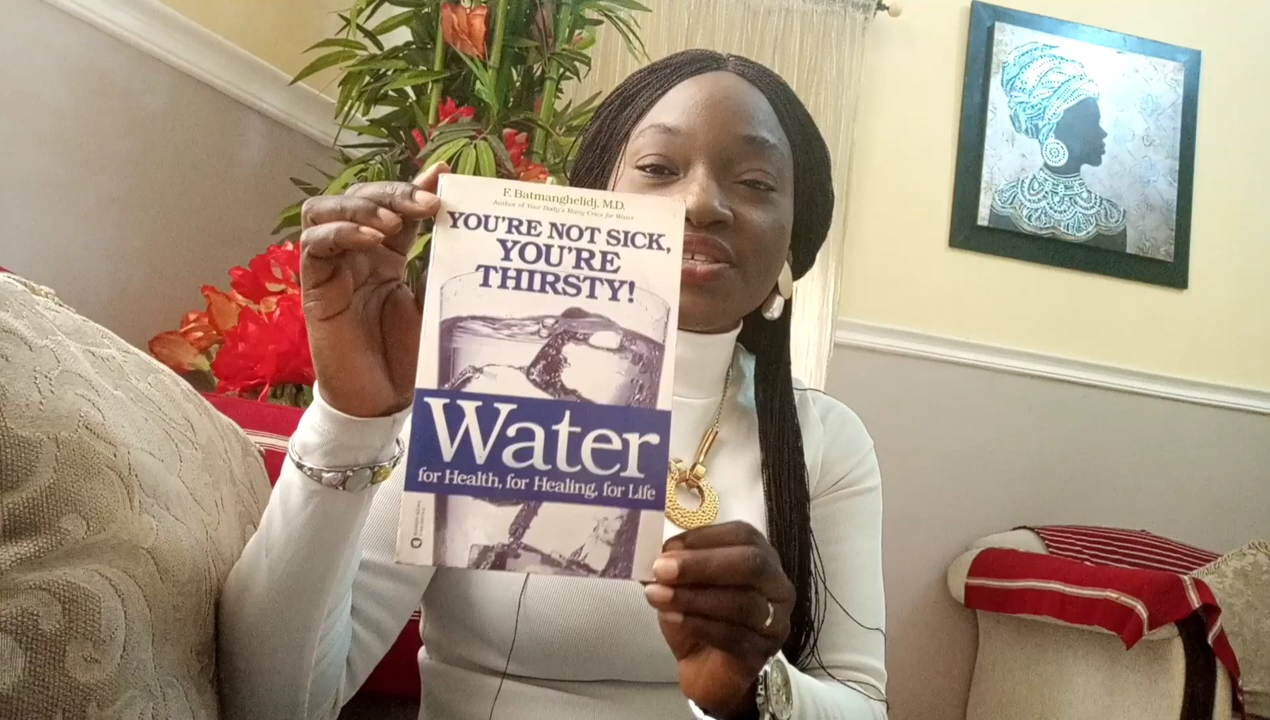 F. Batmanghelidj, M.D.
Author of Your Body's Many Cries for Water
YOU'RE NOT SICK,
YOU'RE
THIRSTY!
Water
for Health, for Healing, for Life